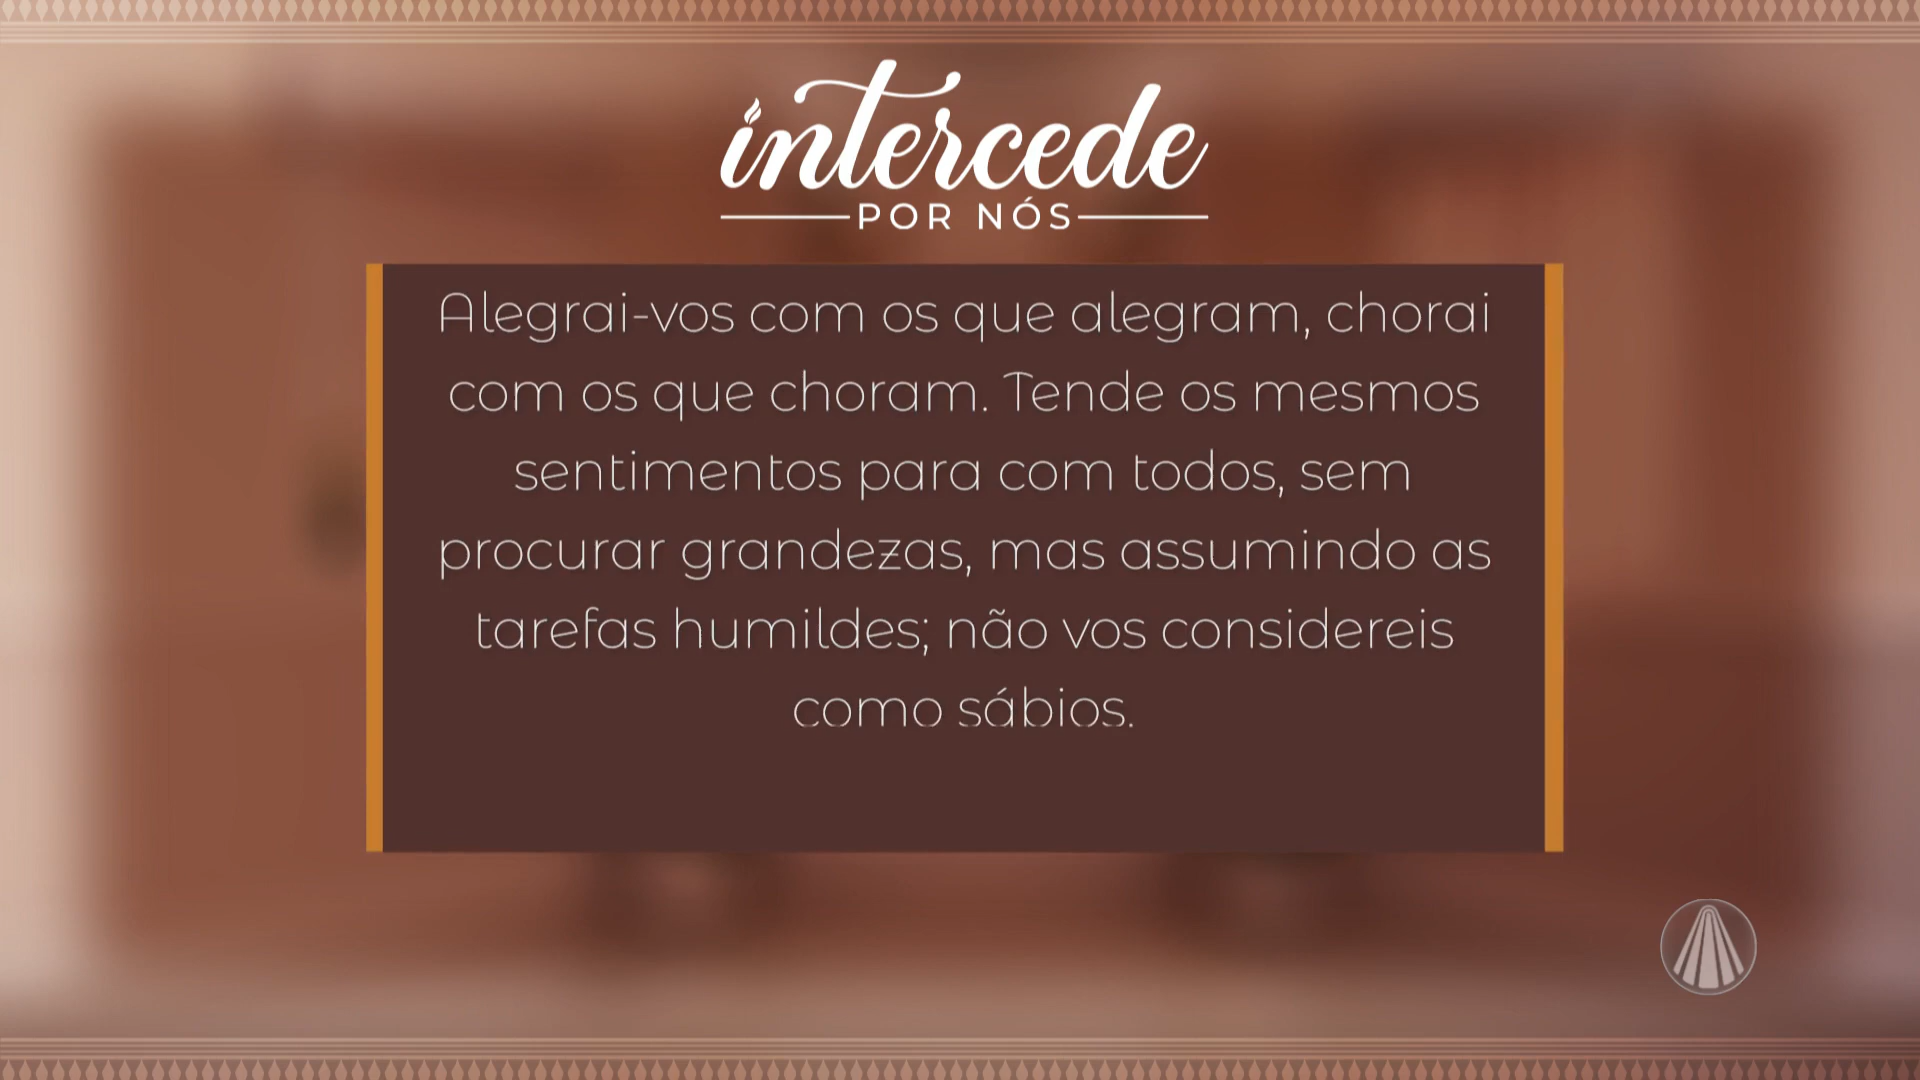 intercede
POR NÓS
Alegrai-vos com os que alegram, chorai
com os que choram. Tende os mesmos
sentimentos para com todos, sem
procurar grandezas, mas assumindo as
tarefas humildes; não vos considereis
como sábios.